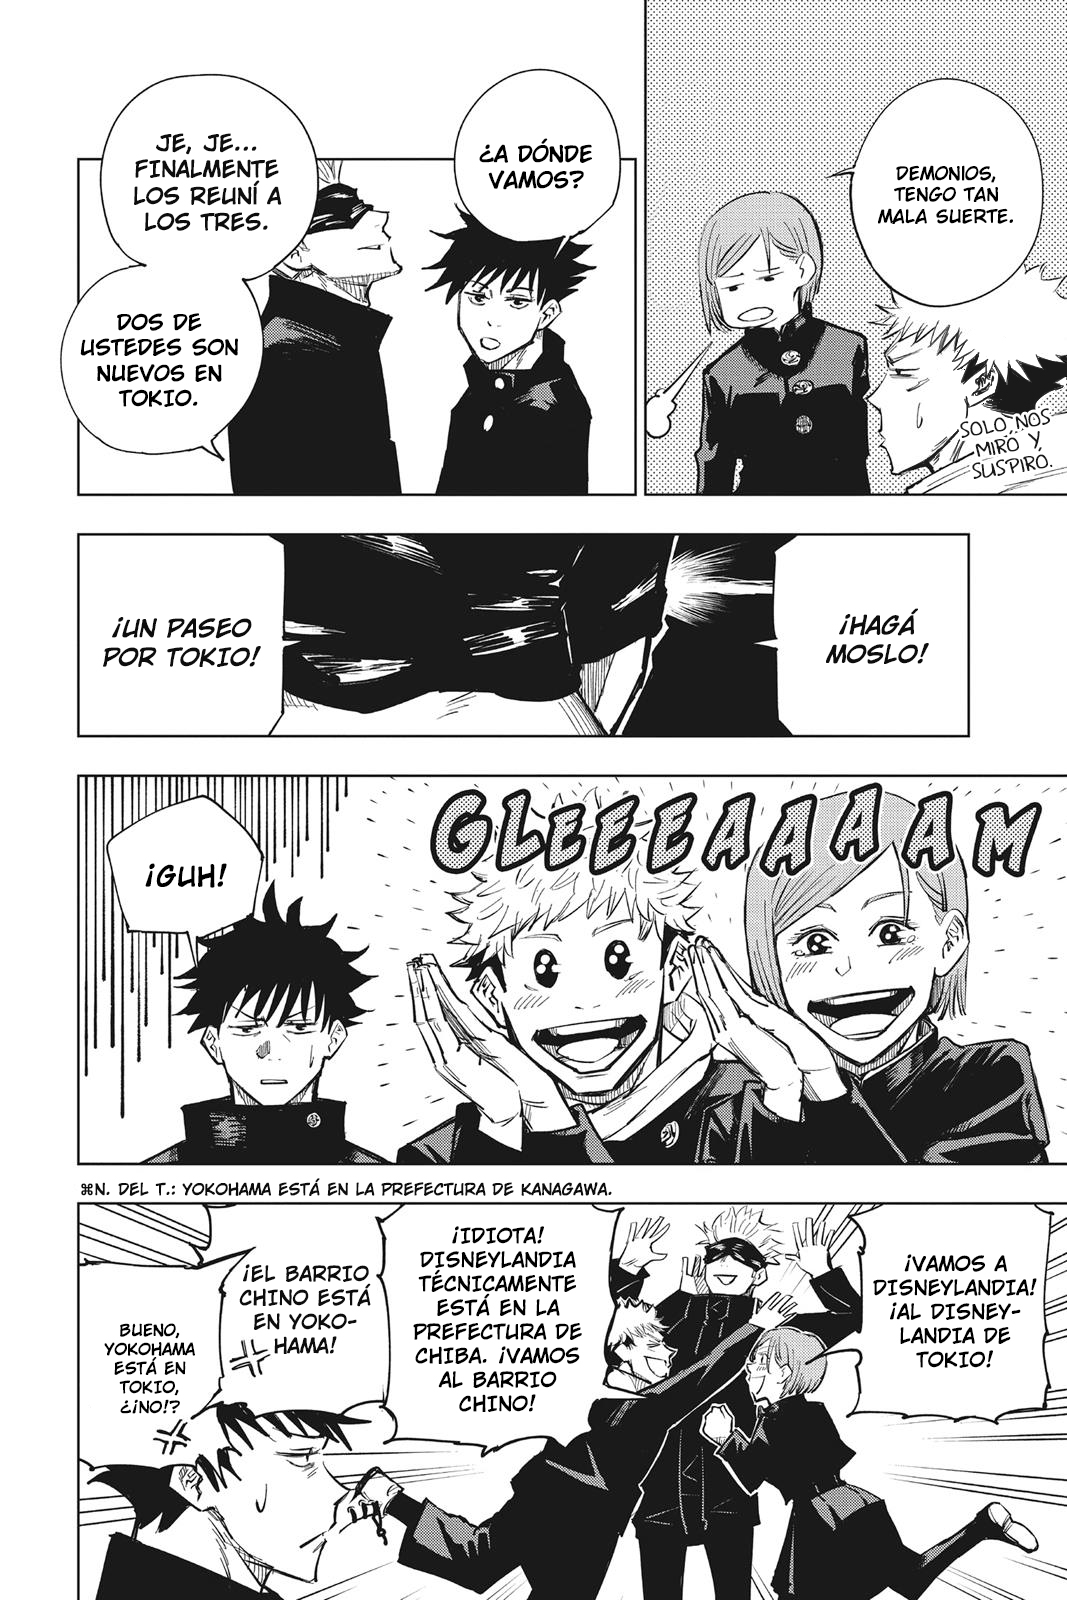 DEMONIOS,
TENGO TAN
MALA SUERTE.
SOLO NOS
MIRÓ Y
SUSPIRÓ.
¿A DÓNDE
VAMOS?
JE, JE...
FINALMENTE
LOS REUNÍ A
LOS TRES.
DOS DE
USTEDES SON
NUEVOS EN
TOKIO.
¡HAGÁ
MOSLO!
¡UN PASEO
POR TOKIO!
GLEEEAAAAAM
¡GUH!
⌘N. DEL T.: YOKOHAMA ESTÁ EN LA PREFECTURA DE KANAGAWA.
¡VAMOS A
DISNEYLANDIA!
¡AL DISNEY-
LANDIA DE
TOKIO!
¡IDIOTA!
DISNEYLANDIA
TÉCNICAMENTE
ESTÁ EN LA
PREFECTURA DE
CHIBA. ¡VAMOS
AL BARRIO
CHINO!
¡EL BARRIO
CHINO ESTÁ
EN YOKO-
HAMA!
BUENO,
YOKOHAMA
ESTÁ EN
TOKIO,
¿¡NO!?